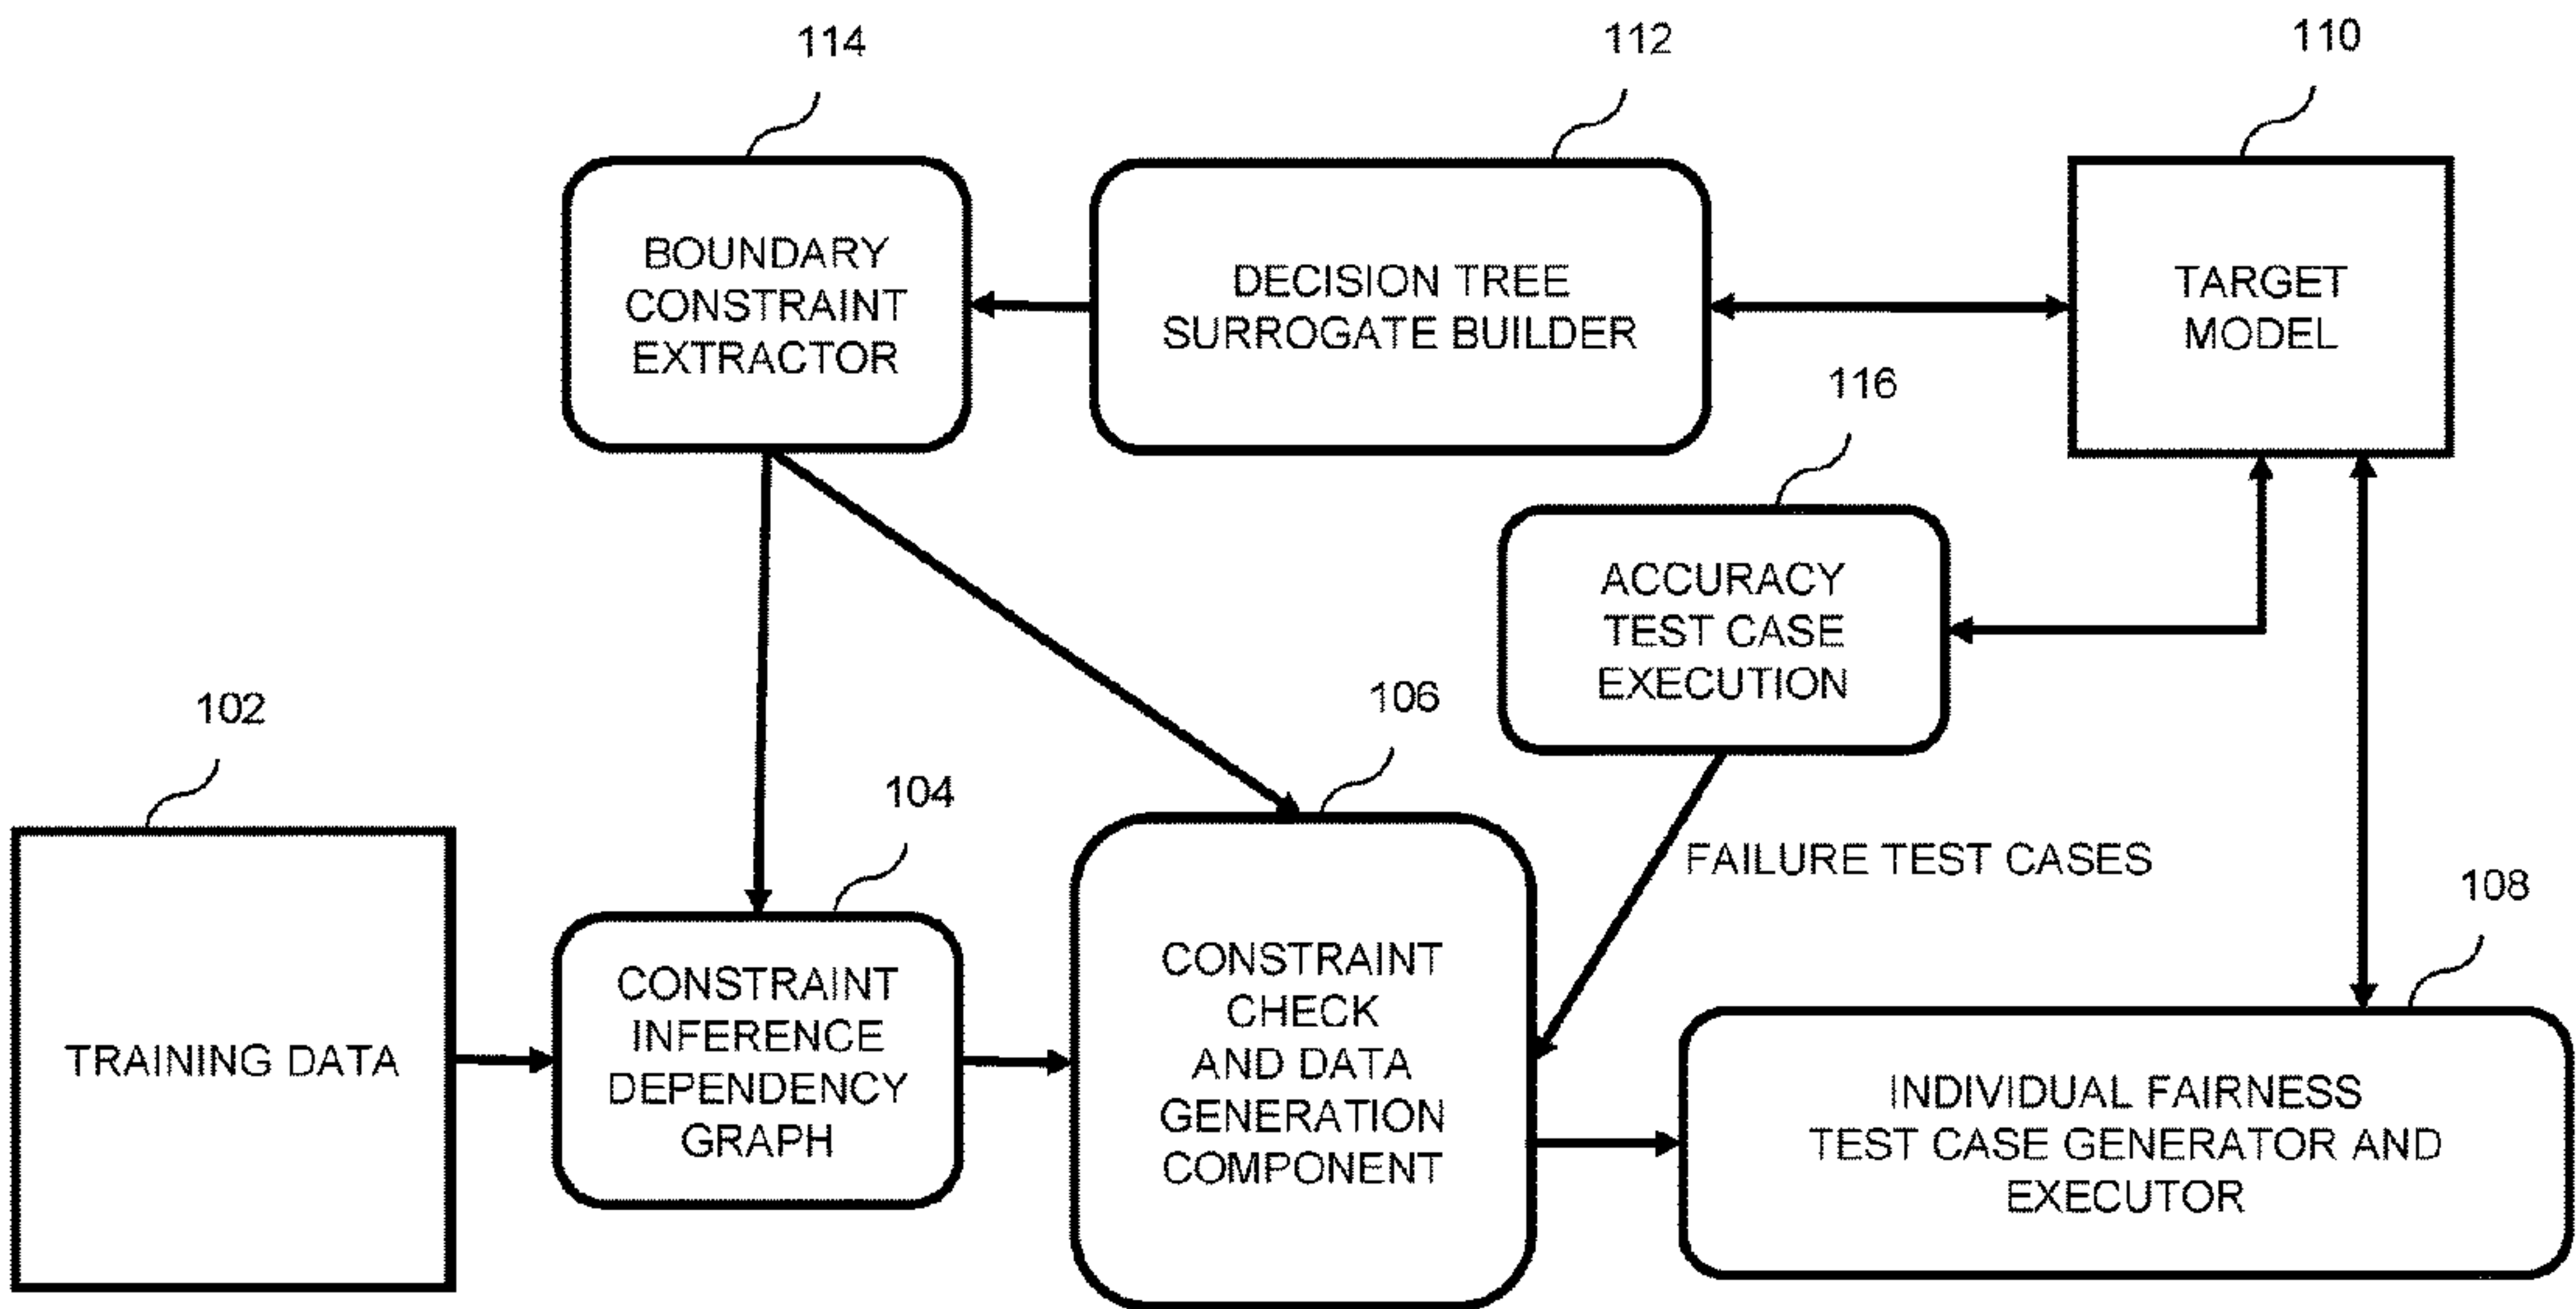 114
112
110
BOUNDARY
CONSTRAINT
EXTRACTOR
DECISION TREE
SURROGATE BUILDER
TARGET
MODEL
116
ACCURACY
TEST CASE
EXECUTION
102
104
106
FAILURE TEST CASES
108
TRAINING DATA
CONSTRAINT
INFERENCE
DEPENDENCY
GRAPH
CONSTRAINT
CHECK
AND DATA
GENERATION
COMPONENT
INDIVIDUAL FAIRNESS
TEST CASE GENERATOR AND
EXECUTOR